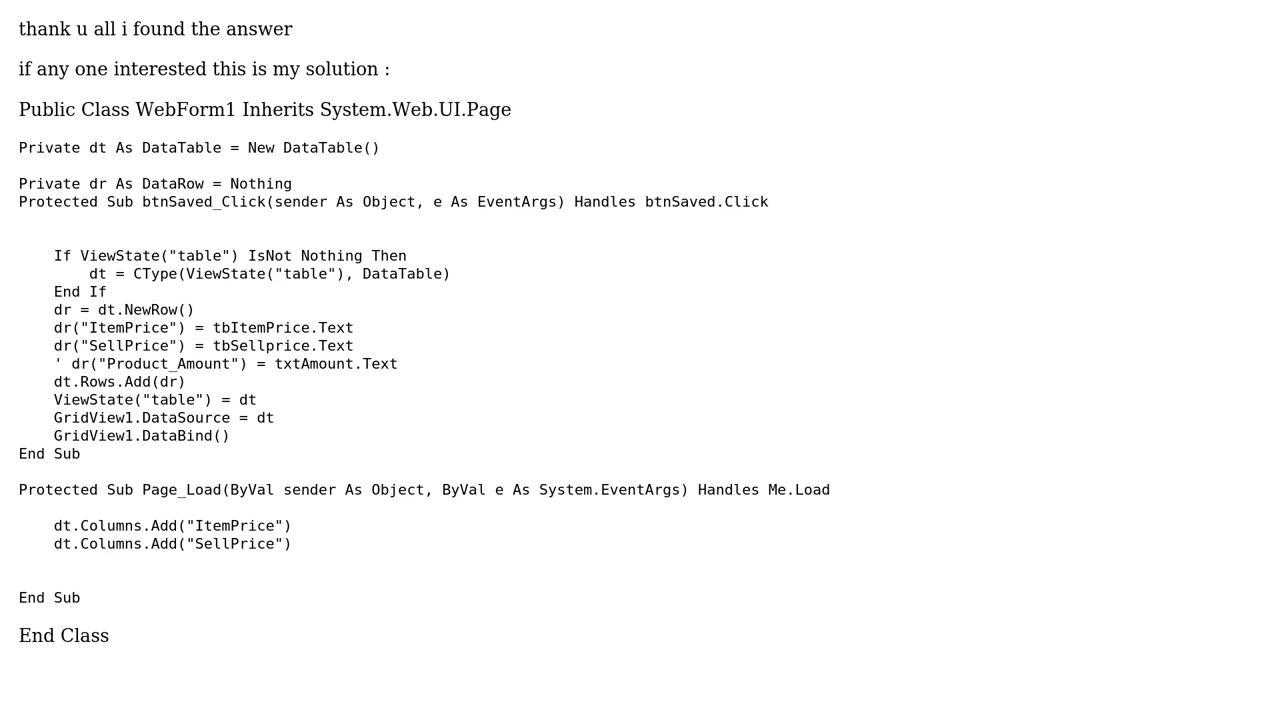 thank u all i found the answer
if any one interested this is my solution :
Public Class WebForm1 Inherits System.Web.UI.Page
Private dt As DataTable = New DataTable()
Private dr As DataRow = Nothing
Protected Sub btnSaved_Click(sender As Object, e As EventArgs) Handles btnSaved.Click
    If ViewState("table") IsNot Nothing Then
        dt = CType(ViewState("table"), DataTable)
    End If
    dr = dt.NewRow()
    dr("ItemPrice") = tbItemPrice.Text
    dr("SellPrice") = tbSellprice.Text
    ' dr("Product_Amount") = txtAmount.Text
    dt.Rows.Add(dr)
    ViewState("table") = dt
    GridView1.DataSource = dt
    GridView1.DataBind()
End Sub
Protected Sub Page_Load(ByVal sender As Object, ByVal e As System.EventArgs) Handles Me.Load
    dt.Columns.Add("ItemPrice")
    dt.Columns.Add("SellPrice")
End Sub
End Class